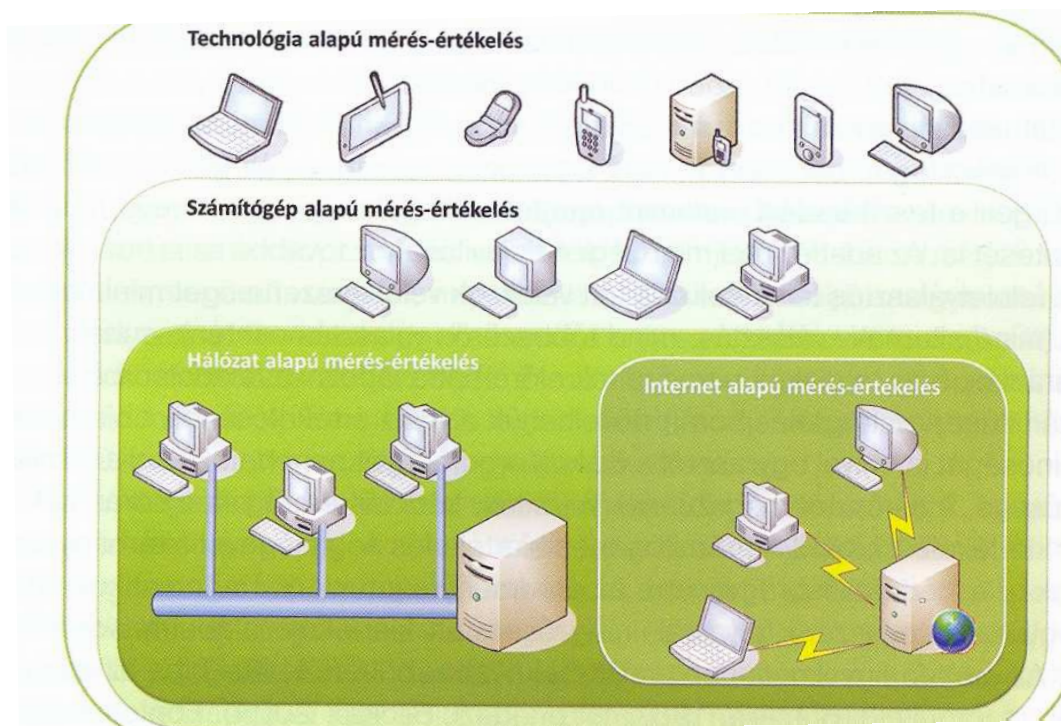 Technológia alapú mérés-értékelés
Számítógép alapú mérés-értékelés
Hálózat alapú mérés-értékelés
Internet alapú mérés-értékelés